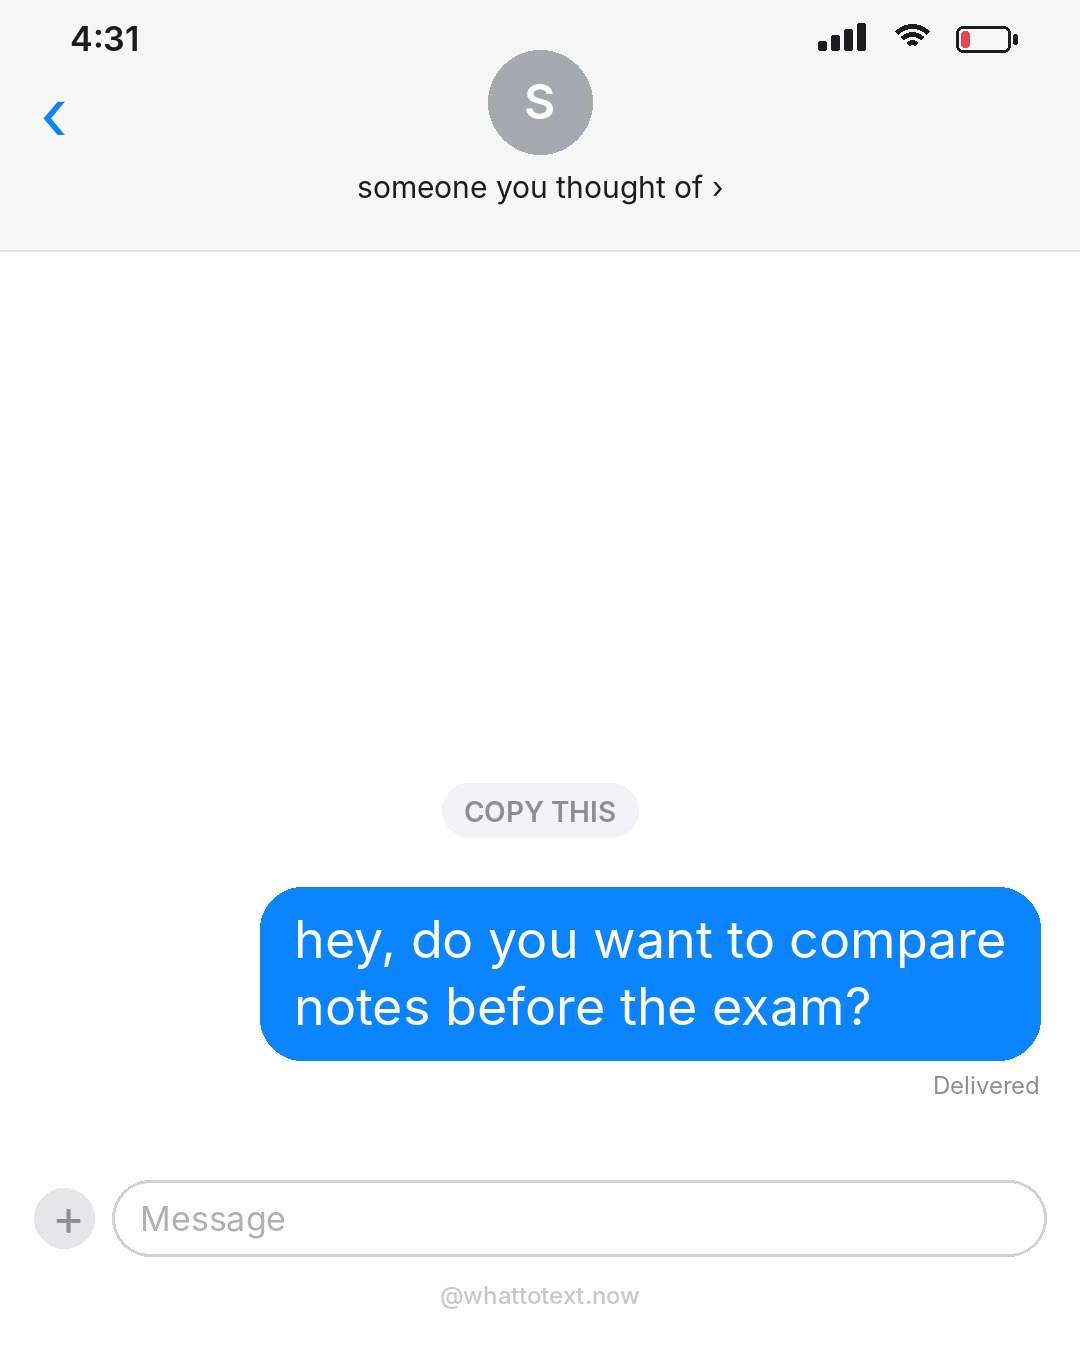 4:31
S
someone you thought of ›
COPY THIS
hey, do you want to compare
notes before the exam?
Delivered
Message
@whattotext.now